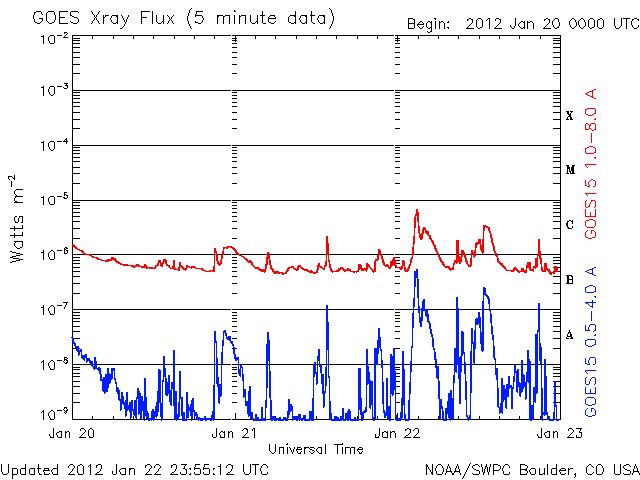 GOES Xray Flux (5 minute data)
Begin: 2012 Jan 20 0000 UTC
10⁻²
10⁻³
10⁻⁴
10⁻⁵
10⁻⁶
10⁻⁷
10⁻⁸
10⁻⁹
Watts m⁻²
X
M
C
B
A
GOES15 1.0-8.0 A
GOES15 0.5-4.0 A
Jan 20
Jan 21
Jan 22
Jan 23
Universal Time
Updated 2012 Jan 22 23:55:12 UTC
NOAA/SWPC Boulder, CO USA